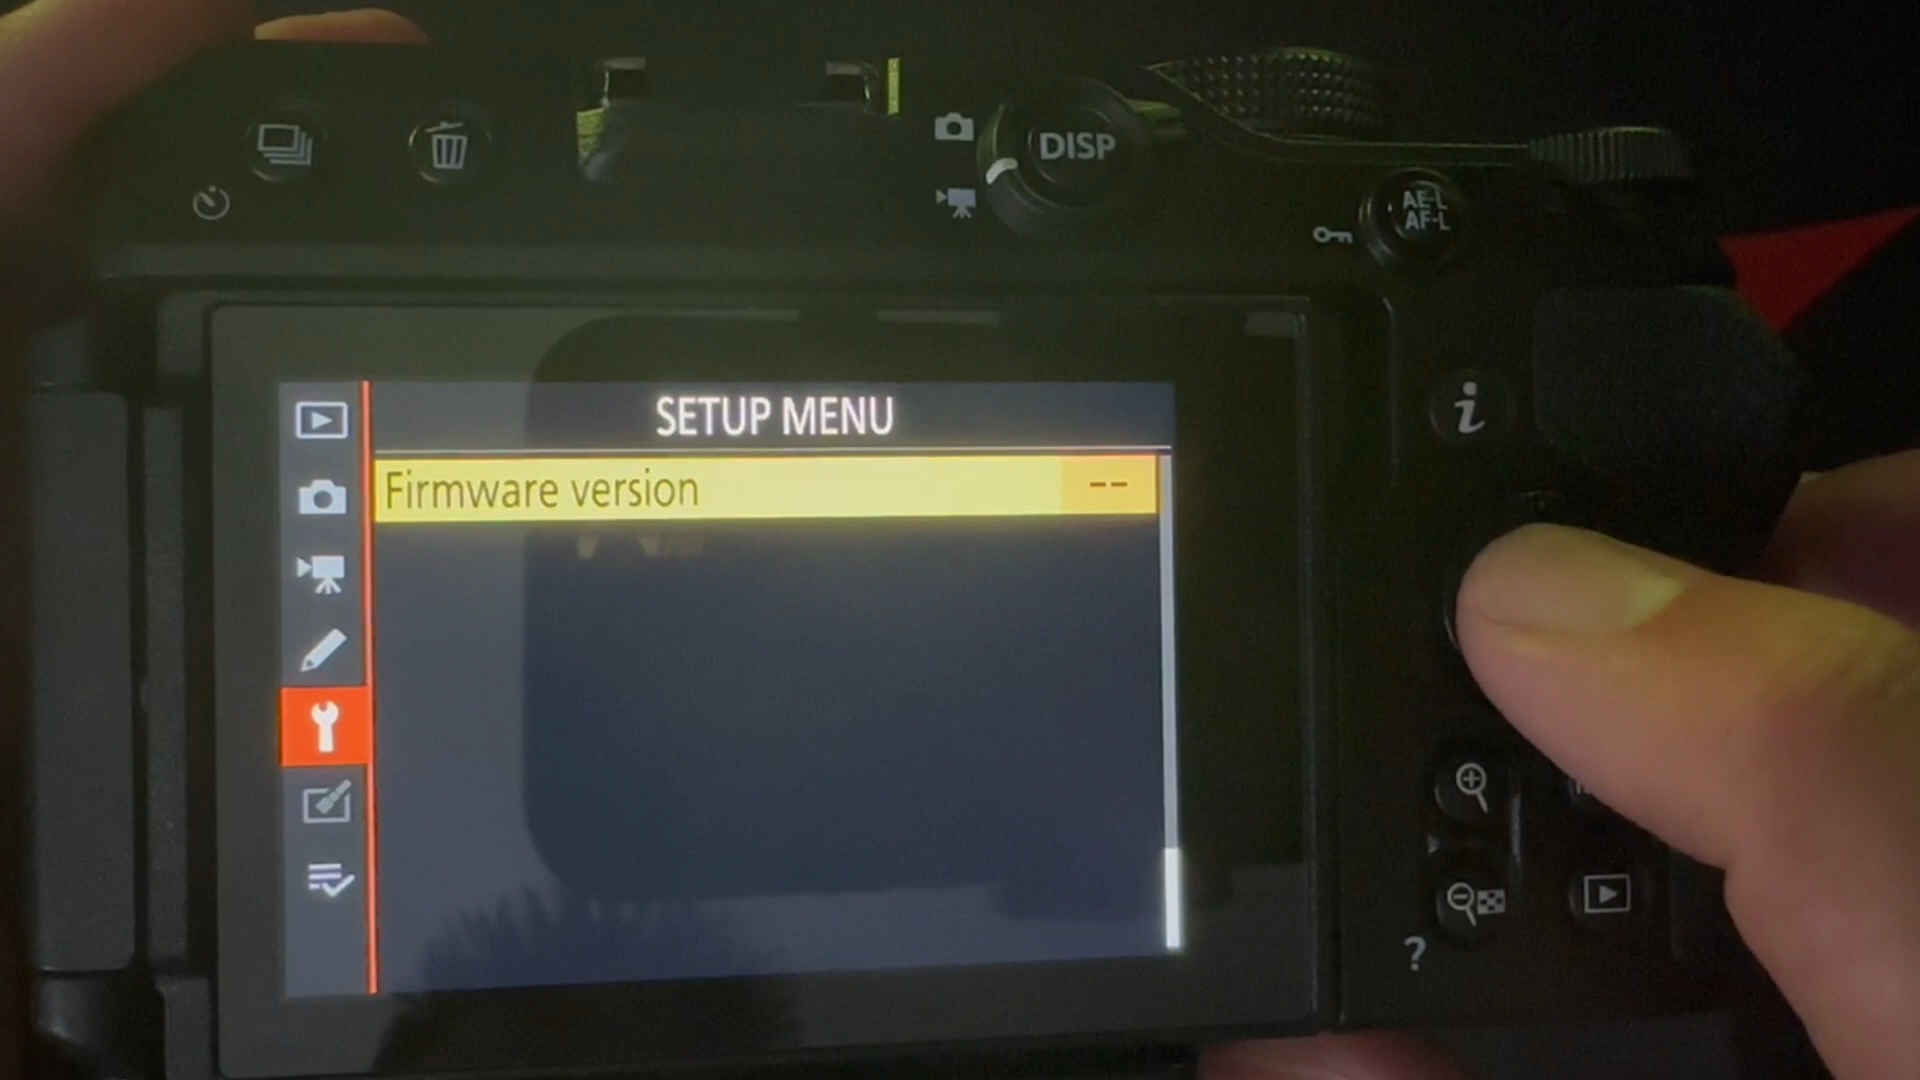 DISP
AE-L
AF-L
i
SETUP MENU
Firmware version --
?